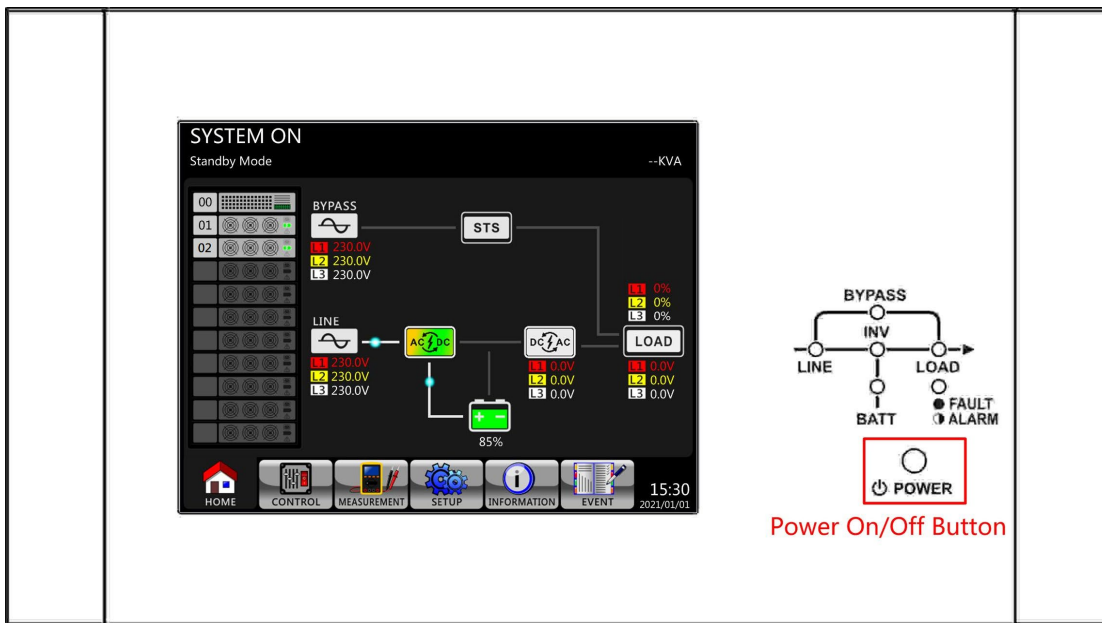 SYSTEM ON
Standby Mode
--KVA
00
01
02
BYPASS
L1 230.0V
L2 230.0V
L3 230.0V
STS
L1 0%
L2 0%
L3 0%
LINE
AC DC
DC AC
LOAD
L1 230.0V
L2 230.0V
L3 230.0V
L1 0.0V
L2 0.0V
L3 0.0V
L1 0.0V
L2 0.0V
L3 0.0V
85%
HOME
CONTROL
MEASUREMENT
SETUP
INFORMATION
EVENT
15:30
2021/01/01
BYPASS
INV
LINE
LOAD
BATT
FAULT
ALARM
POWER
Power On/Off Button